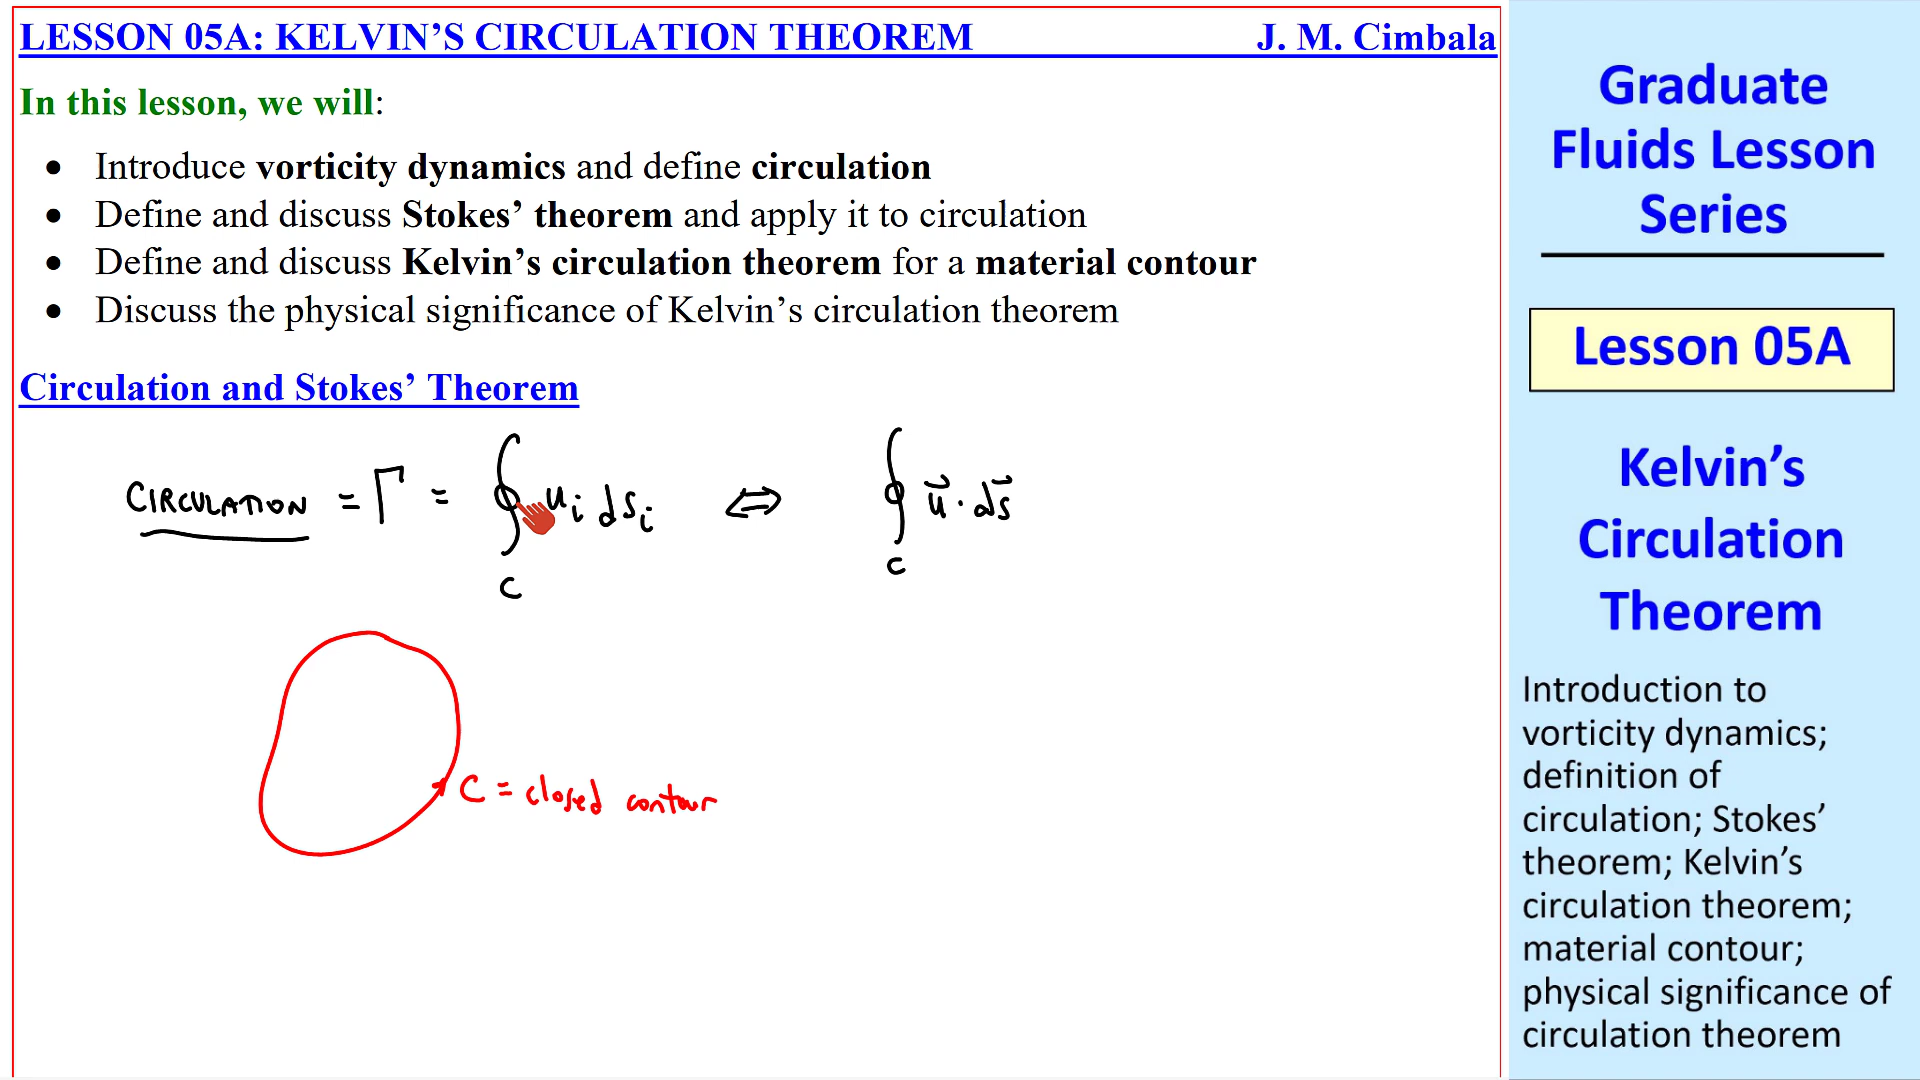 LESSON 05A: KELVIN’S CIRCULATION THEOREM J. M. Cimbala
In this lesson, we will:
• Introduce vorticity dynamics and define circulation
• Define and discuss Stokes’ theorem and apply it to circulation
• Define and discuss Kelvin’s circulation theorem for a material contour
• Discuss the physical significance of Kelvin’s circulation theorem
Circulation and Stokes’ Theorem
CIRCULATION = Γ = ∮ u_i ds_i ⇔ ∮ u⃗ · ds⃗
C C
C = closed contour
Graduate
Fluids Lesson
Series
Lesson 05A
Kelvin’s
Circulation
Theorem
Introduction to
vorticity dynamics;
definition of
circulation; Stokes’
theorem; Kelvin’s
circulation theorem;
material contour;
physical significance of
circulation theorem